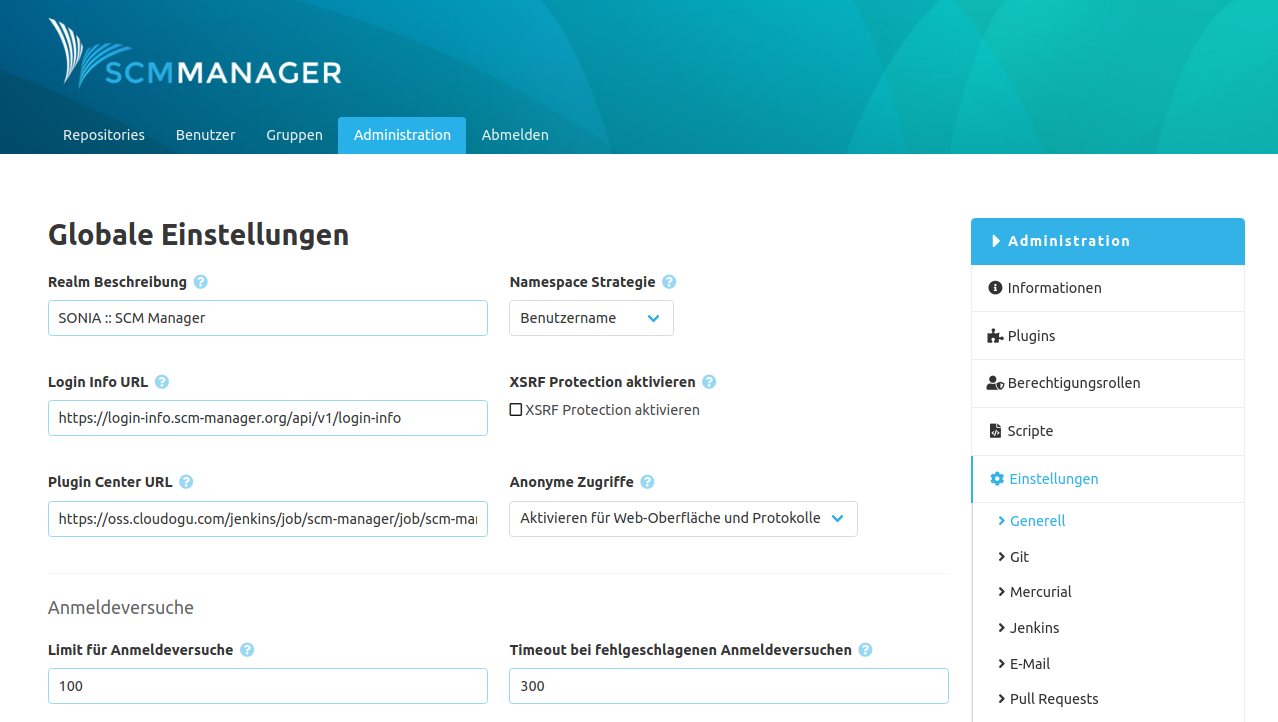 SCMMANAGER
Repositories Benutzer Gruppen Administration Abmelden
Globale Einstellungen
Realm Beschreibung ?
SONIA :: SCM Manager
Namespace Strategie ?
Benutzername
Login Info URL ?
https://login-info.scm-manager.org/api/v1/login-info
XSRF Protection aktivieren ?
XSRF Protection aktivieren
Plugin Center URL ?
https://oss.cloudogu.com/jenkins/job/scm-manager/job/scm-mai
Anonyme Zugriffe ?
Aktivieren für Web-Oberfläche und Protokolle
Anmeldeversuche
Limit für Anmeldeversuche ?
100
Timeout bei fehlgeschlagenen Anmeldeversuchen ?
300
Administration
Informationen
Plugins
Berechtigungsrollen
Scripte
Einstellungen
Generell
Git
Mercurial
Jenkins
E-Mail
Pull Requests